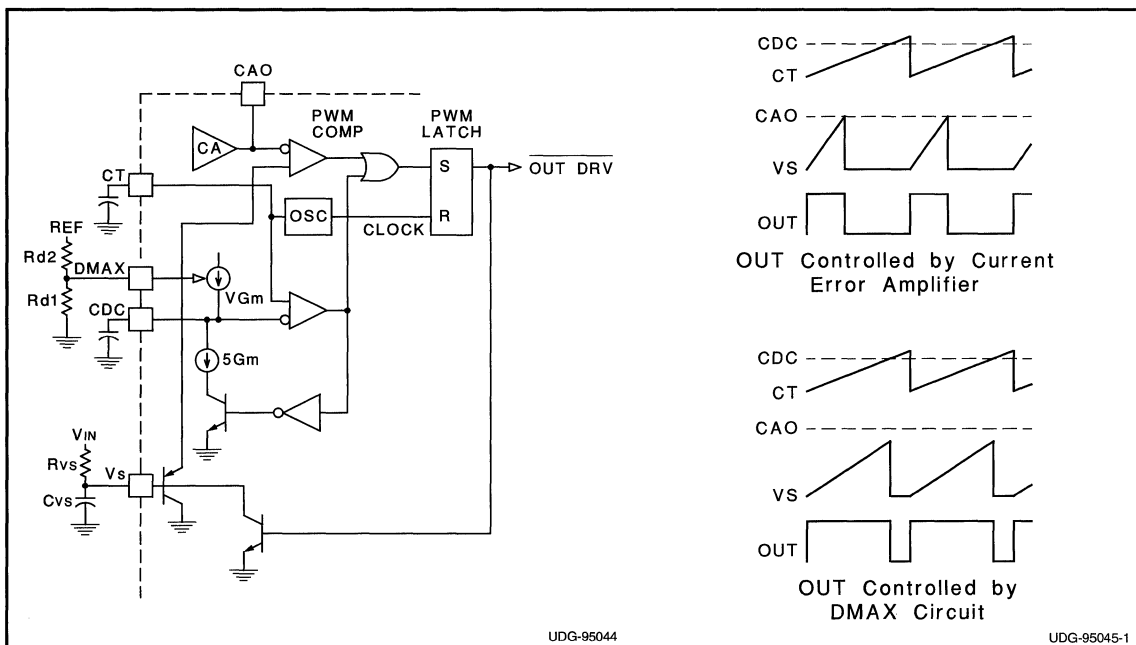 CAO
PWM
COMP
PWM
LATCH
CA
S
OUT DRV
CT
REF
OSC
R
CLOCK
Rd2
DMAX
VGm
Rd1
CDC
5Gm
VIN
Rvs
Vs
Cvs
UDG-95044
CDC
CT
CAO
VS
OUT
OUT Controlled by Current
Error Amplifier
CDC
CT
CAO
VS
OUT
OUT Controlled by
DMAX Circuit
UDG-95045-1